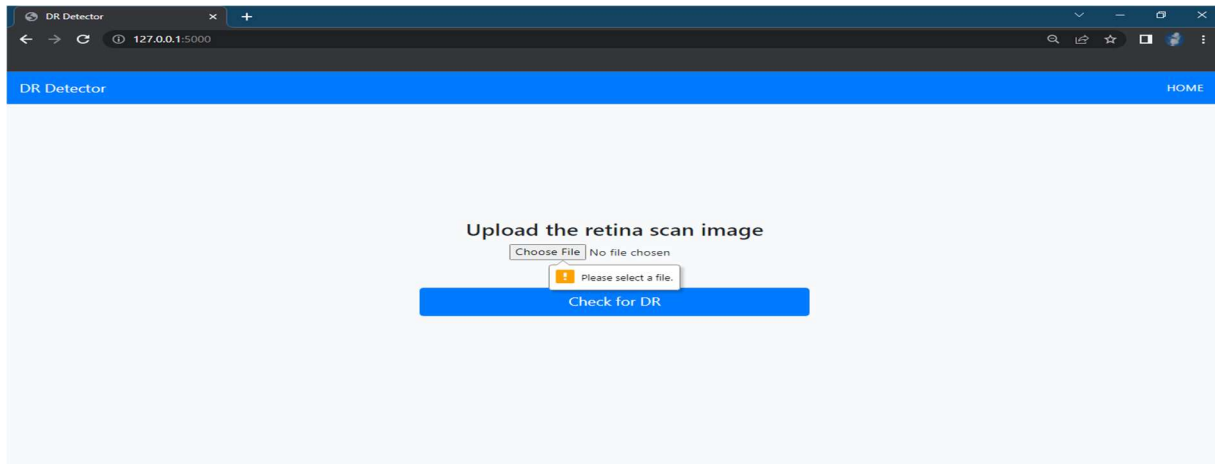 DR Detector
127.0.0.1:5000
DR Detector HOME
Upload the retina scan image
Choose File No file chosen
Please select a file.
Check for DR